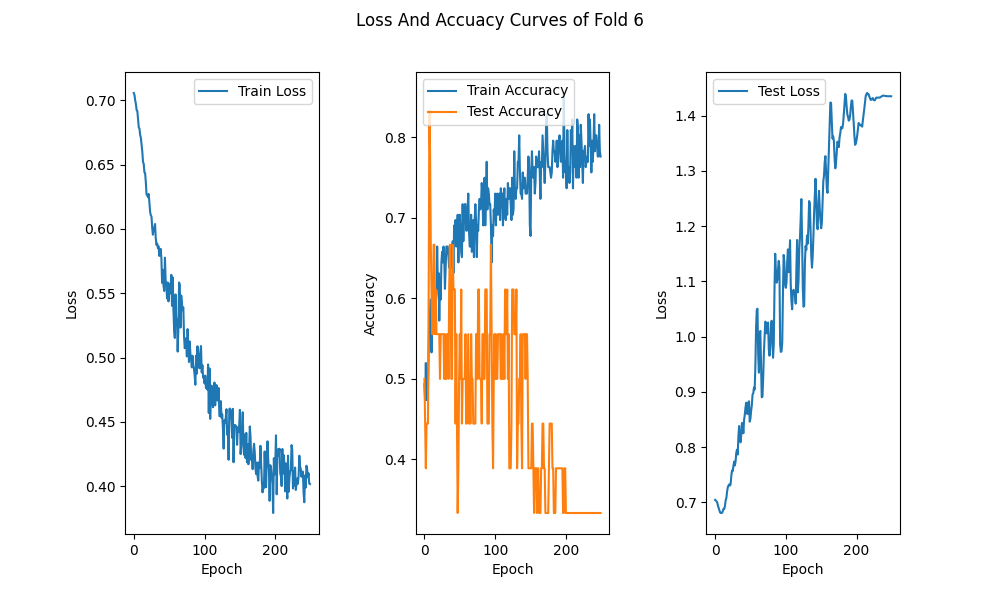 Loss And Accuacy Curves of Fold 6
Train Loss
0.70
0.65
0.60
0.55
0.50
0.45
0.40
Loss
0
100
200
Epoch
Train Accuracy
Test Accuracy
0.8
0.7
0.6
0.5
0.4
Accuracy
0
100
200
Epoch
Test Loss
1.4
1.3
1.2
1.1
1.0
0.9
0.8
0.7
Loss
0
100
200
Epoch